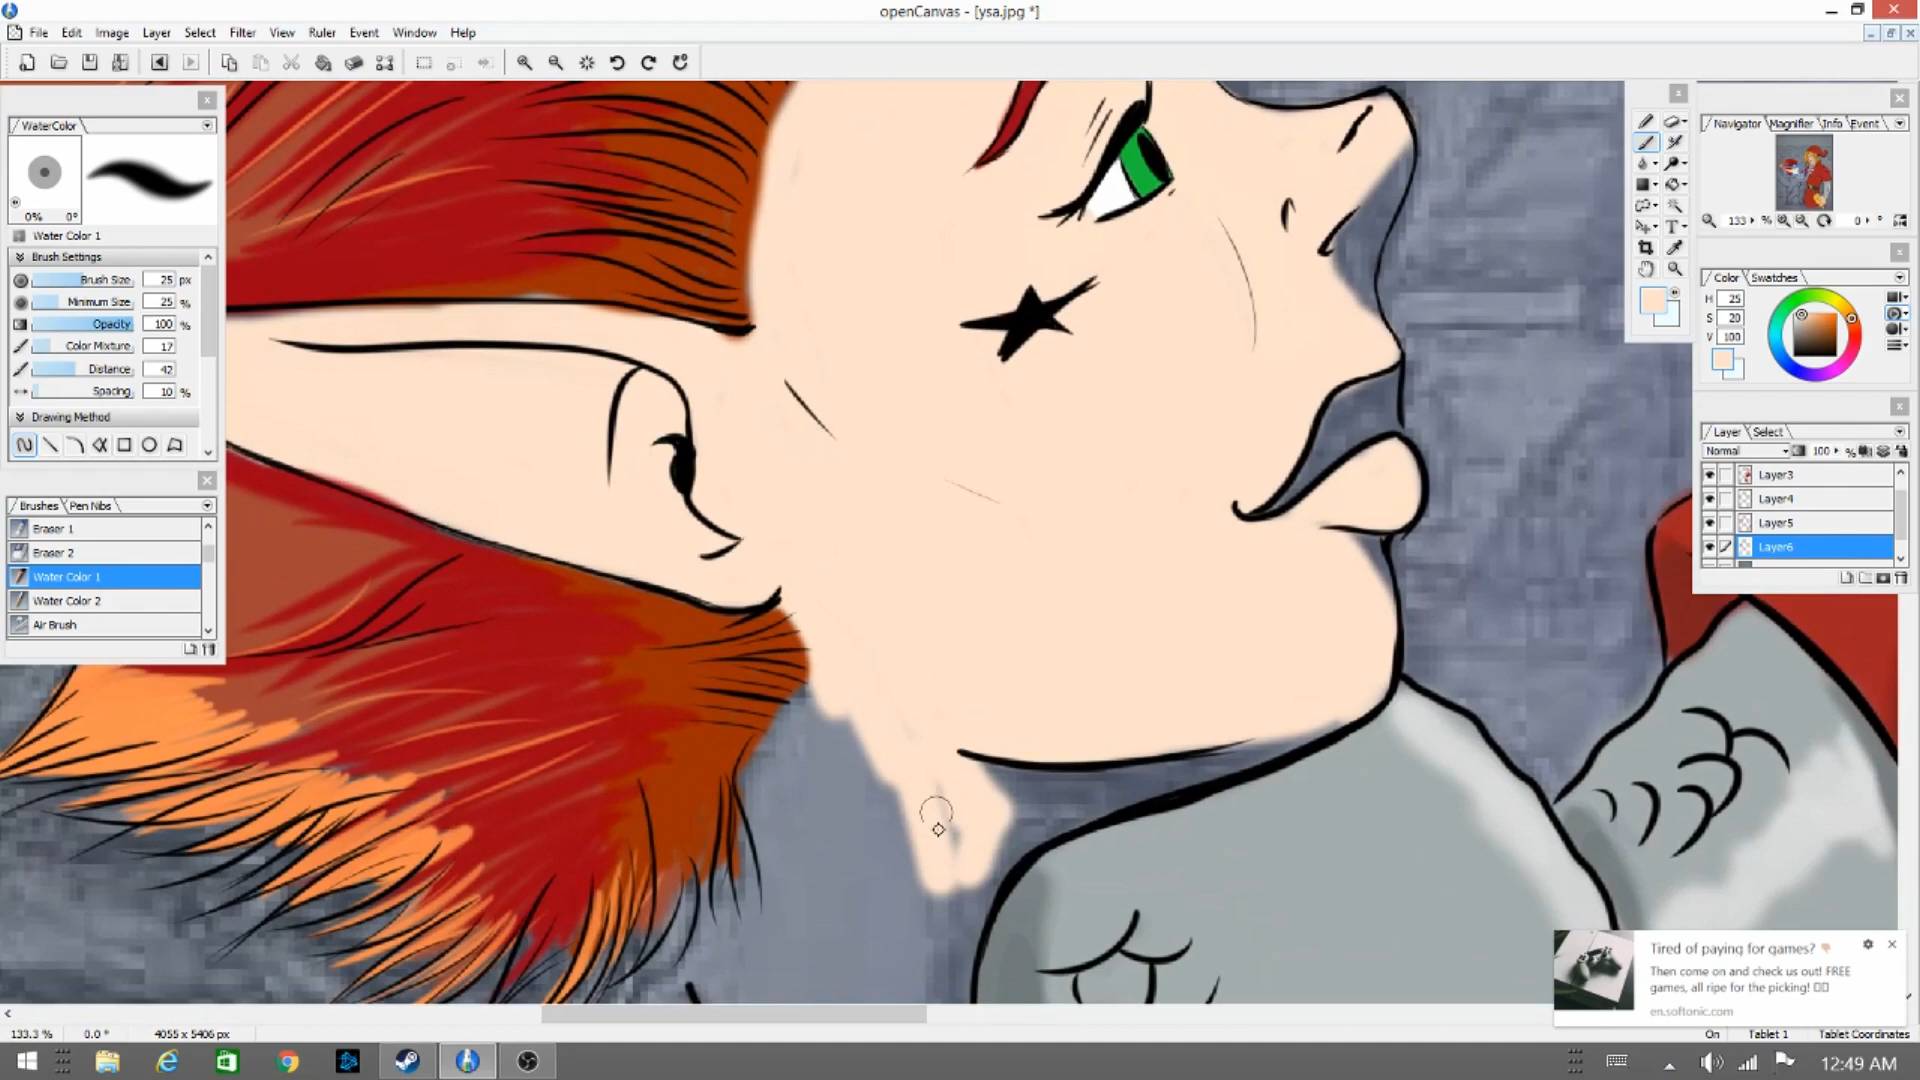 openCanvas - [ysa.jpg *]
File Edit Image Layer Select Filter View Ruler Event Window Help
WaterColor
0% 0°
Water Color 1
Brush Settings
Brush Size 25 px
Minimum Size 25 %
Opacity 100 %
Color Mixture 17
Distance 42
Spacing 10 %
Drawing Method
Brushes Pen Nibs
Eraser 1
Eraser 2
Water Color 1
Water Color 2
Air Brush
Navigator Magnifier Info Event
133 % 0 °
Color Swatches
H 25
S 20
V 100
Layer Select
Normal 100 %
Layer3
Layer4
Layer5
Layer6
Tired of paying for games?
Then come on and check us out! FREE
games, all ripe for the picking!
en.softonic.com
133.3 % 0.0 ° 4055 x 5406 px On Tablet 1 Tablet Coordinates
12:49 AM